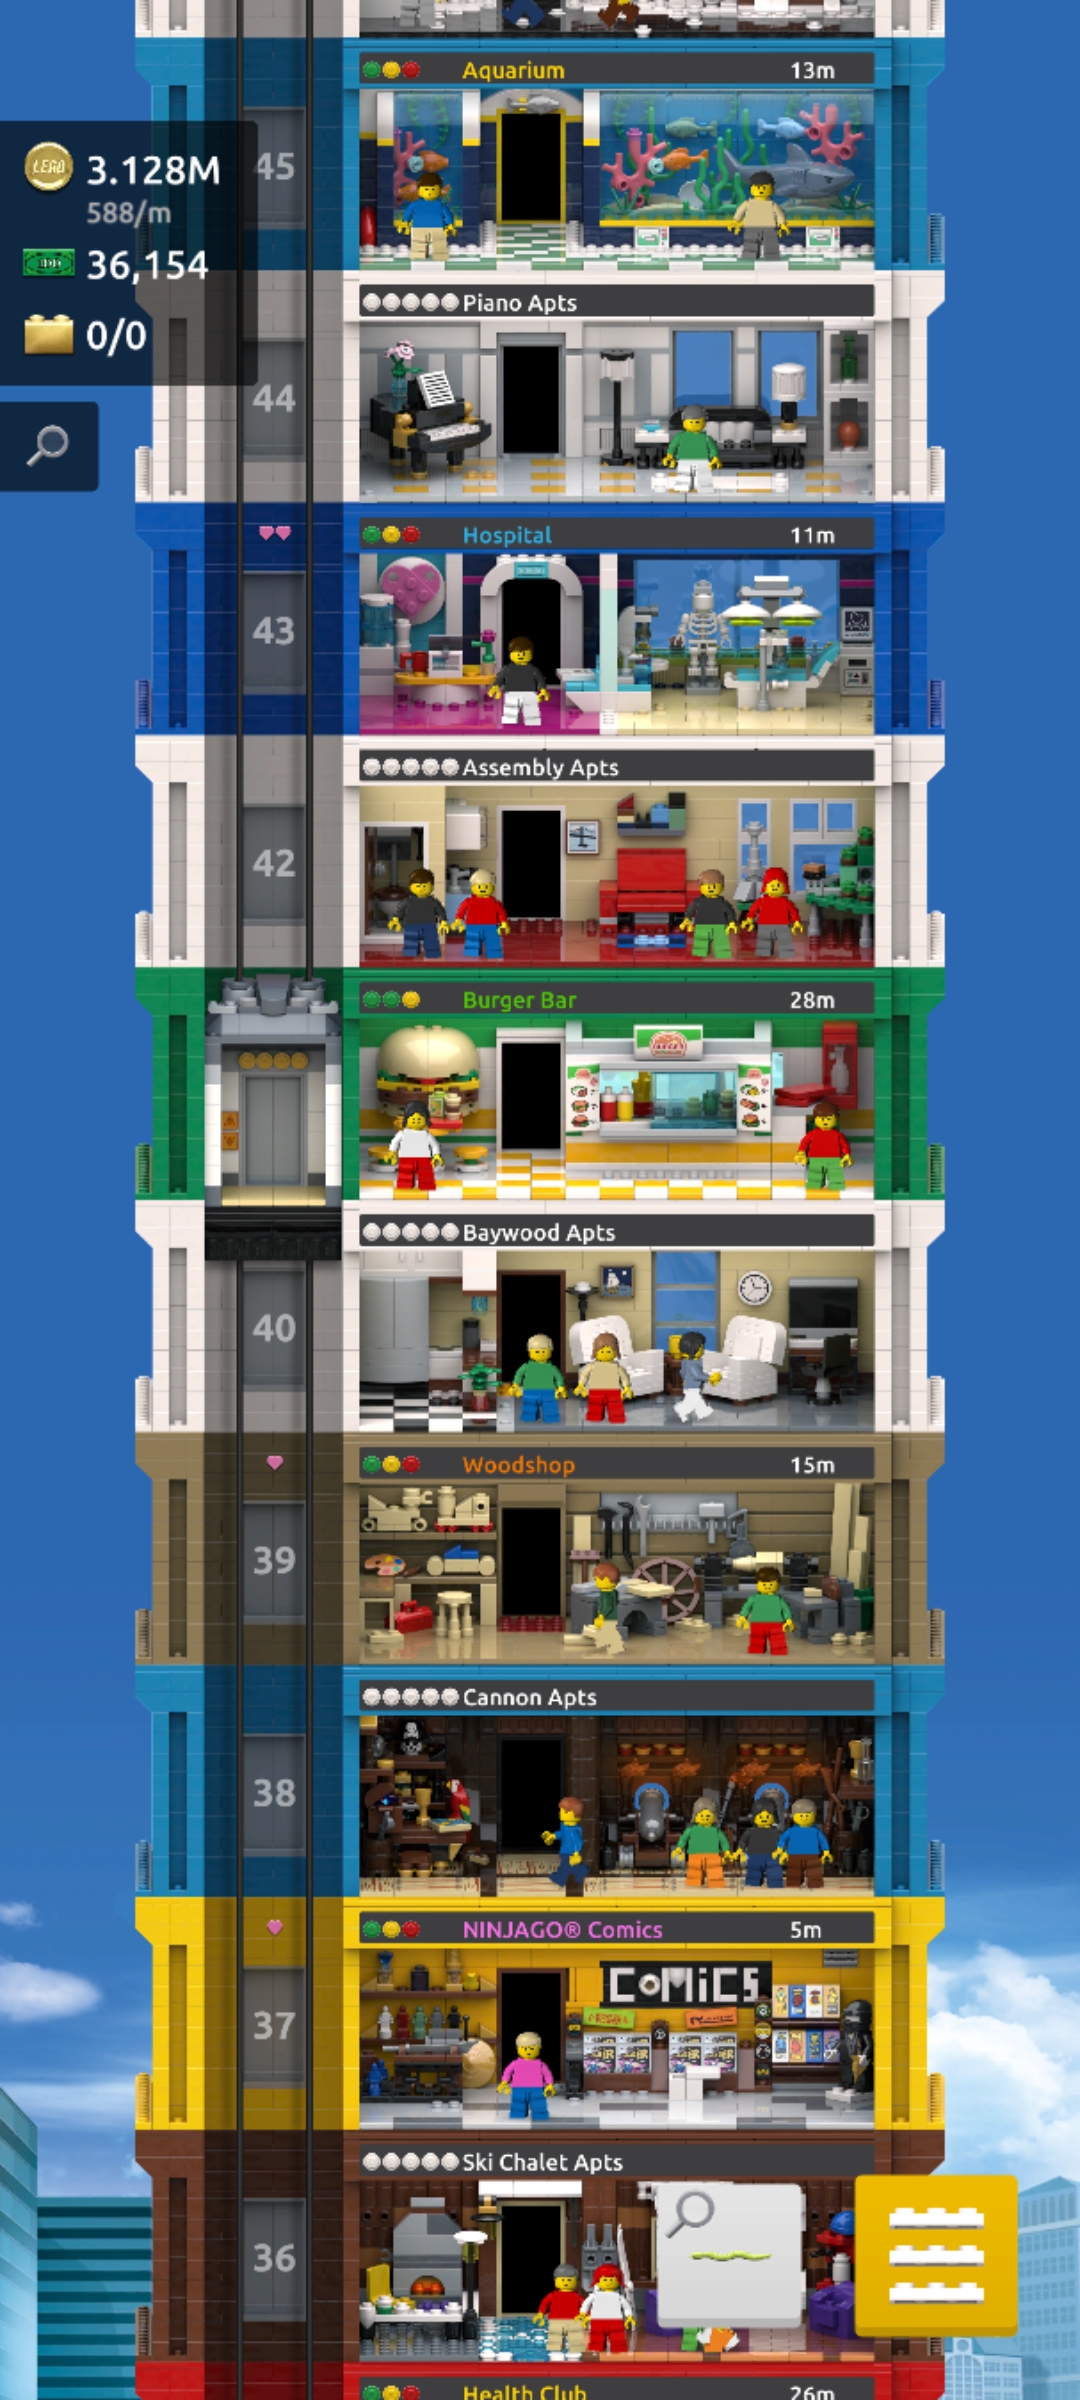 Aquarium 13m
45
LEGO 3.128M
588/m
36,154
0/0
Piano Apts
44
Hospital 11m
43
Assembly Apts
42
Burger Bar 28m
Baywood Apts
40
Woodshop 15m
39
Cannon Apts
38
NINJAGO® Comics 5m
COMICS
37
Ski Chalet Apts
36
Health Club 26m